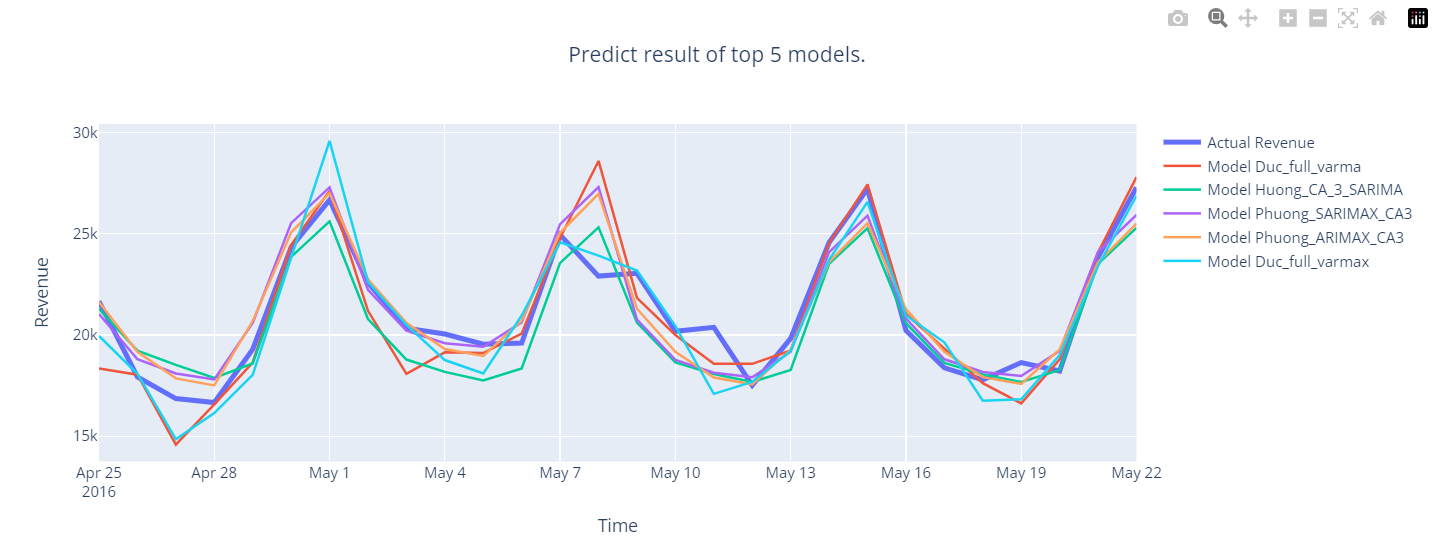 Predict result of top 5 models.
30k
25k
20k
15k
Revenue
Apr 25
2016
Apr 28
May 1
May 4
May 7
May 10
May 13
May 16
May 19
May 22
Time
Actual Revenue
Model Duc_full_varma
Model Huong_CA_3_SARIMA
Model Phuong_SARIMAX_CA3
Model Phuong_ARIMAX_CA3
Model Duc_full_varmax